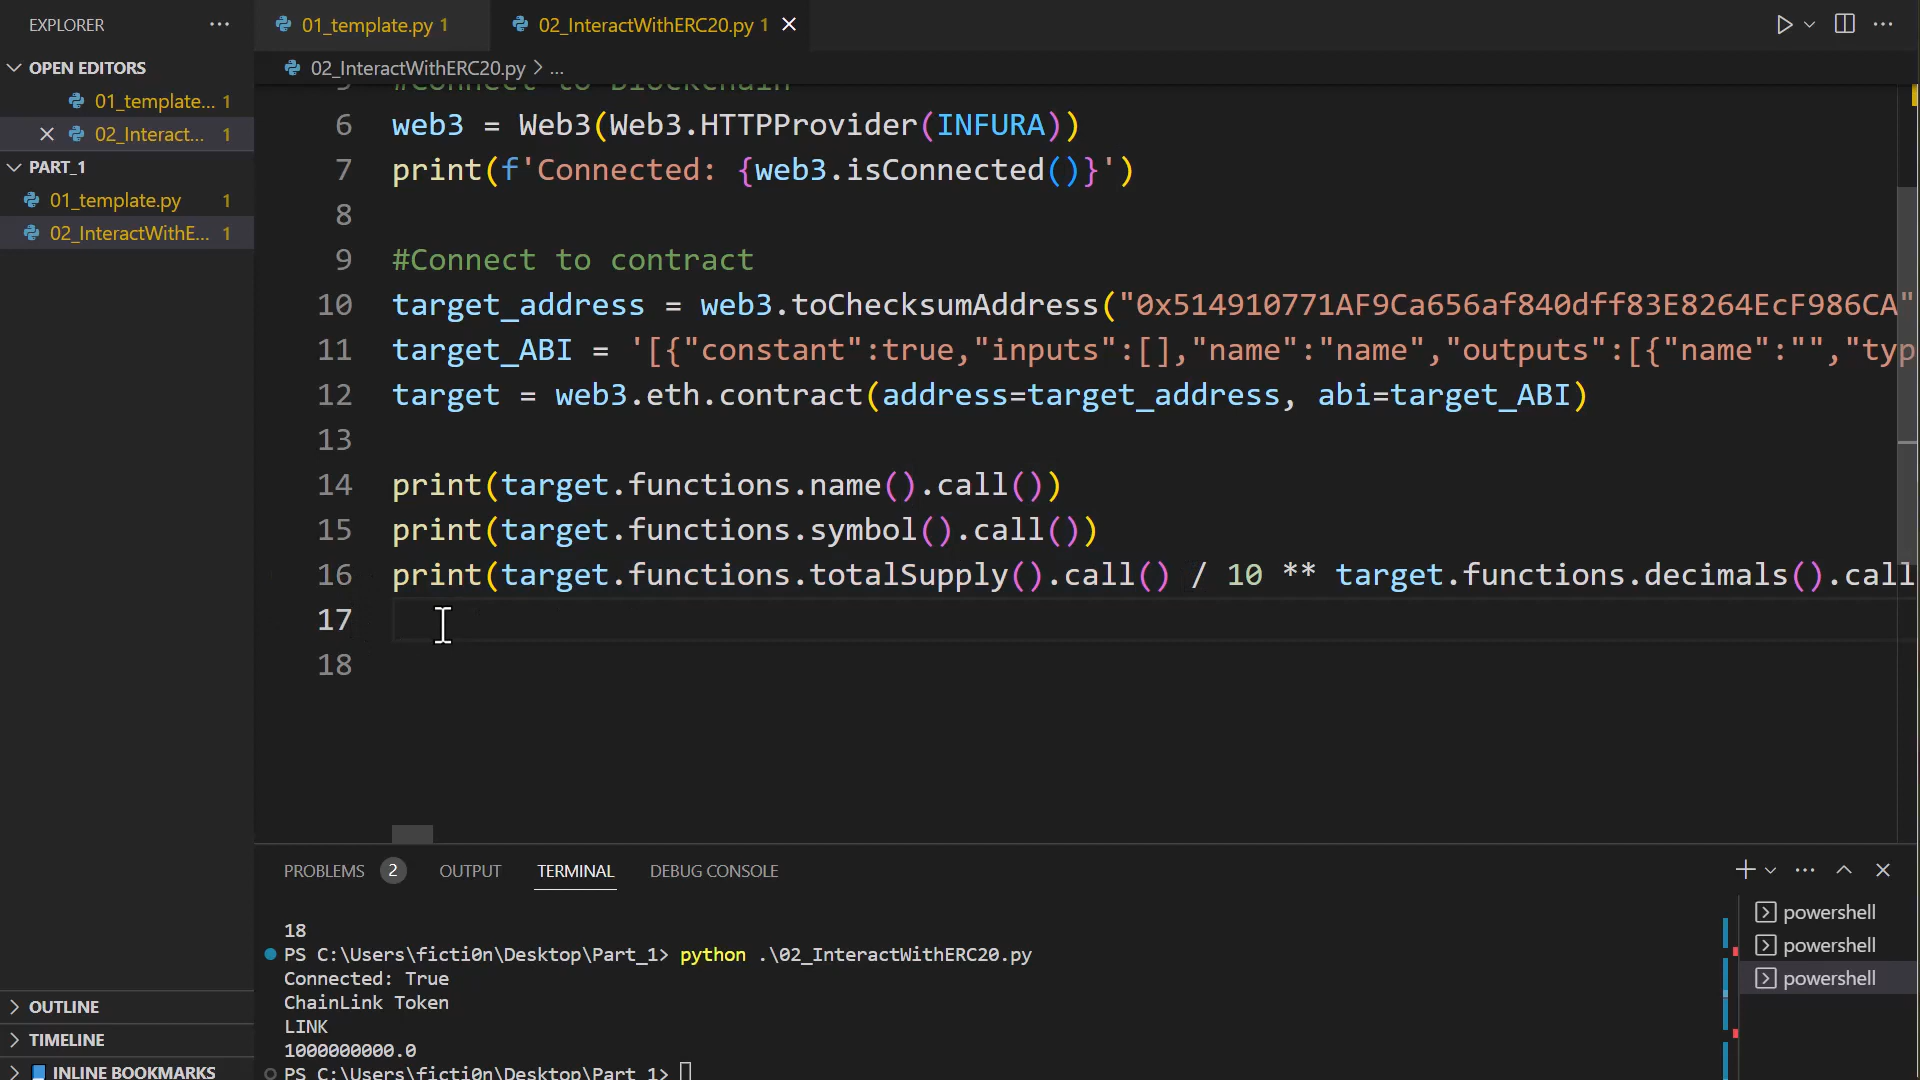 EXPLORER
OPEN EDITORS
01_template... 1
02_Interact... 1
PART_1
01_template.py 1
02_InteractWithE... 1
OUTLINE
TIMELINE
INLINE BOOKMARKS
01_template.py 1
02_InteractWithERC20.py 1
02_InteractWithERC20.py > ...
5 #Connect to blockchain
6 web3 = Web3(Web3.HTTPProvider(INFURA))
7 print(f'Connected: {web3.isConnected()}')
8
9 #Connect to contract
10 target_address = web3.toChecksumAddress("0x514910771AF9Ca656af840dff83E8264EcF986CA"
11 target_ABI = '[{"constant":true,"inputs":[],"name":"name","outputs":[{"name":"","typ
12 target = web3.eth.contract(address=target_address, abi=target_ABI)
13
14 print(target.functions.name().call())
15 print(target.functions.symbol().call())
16 print(target.functions.totalSupply().call() / 10 ** target.functions.decimals().call
17
18
PROBLEMS 2 OUTPUT TERMINAL DEBUG CONSOLE
18
PS C:\Users\ficti0n\Desktop\Part_1> python .\02_InteractWithERC20.py
Connected: True
ChainLink Token
LINK
1000000000.0
PS C:\Users\ficti0n\Desktop\Part_1>
powershell
powershell
powershell